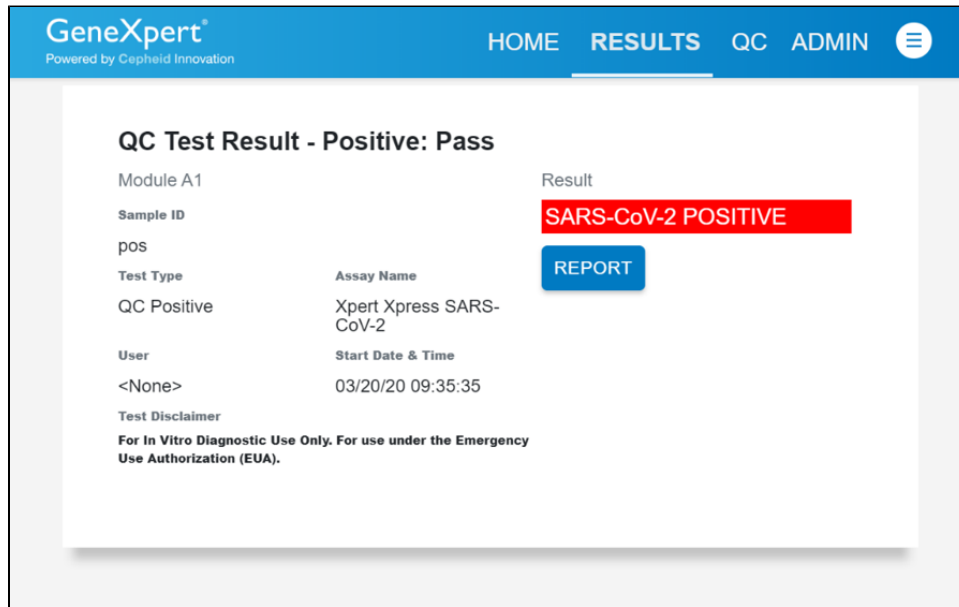 GeneXpert®
Powered by Cepheid Innovation
HOME RESULTS QC ADMIN
QC Test Result - Positive: Pass
Module A1
Sample ID
pos
Test Type
Assay Name
QC Positive
Xpert Xpress SARS-
CoV-2
User
Start Date & Time
<None>
03/20/20 09:35:35
Test Disclaimer
For In Vitro Diagnostic Use Only. For use under the Emergency
Use Authorization (EUA).
Result
SARS-CoV-2 POSITIVE
REPORT